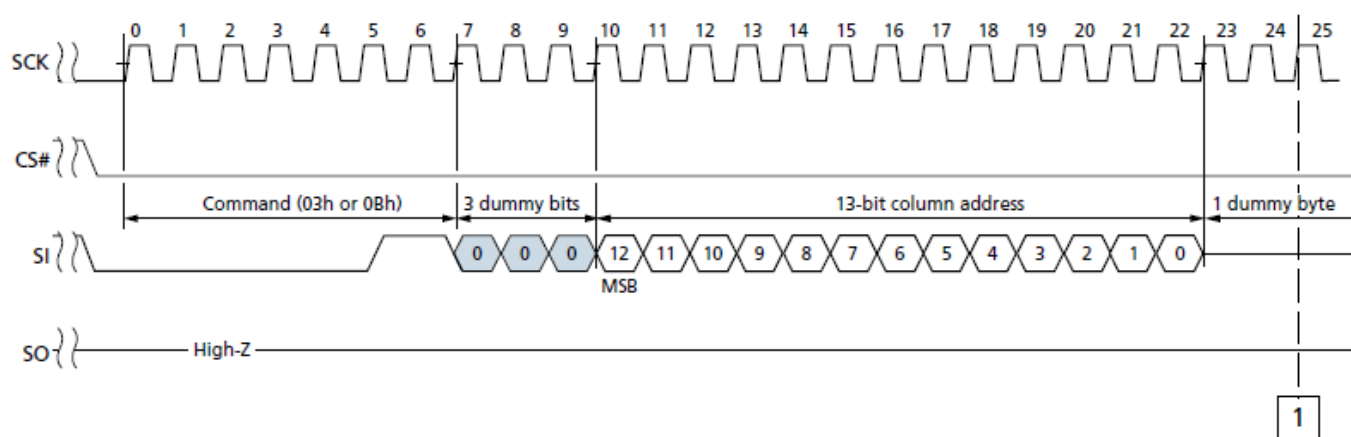 0 1 2 3 4 5 6 7 8 9 10 11 12 13 14 15 16 17 18 19 20 21 22 23 24 25
SCK
CS#
Command (03h or 0Bh) 3 dummy bits 13-bit column address 1 dummy byte
SI 0 0 0 12 11 10 9 8 7 6 5 4 3 2 1 0
MSB
SO High-Z
1